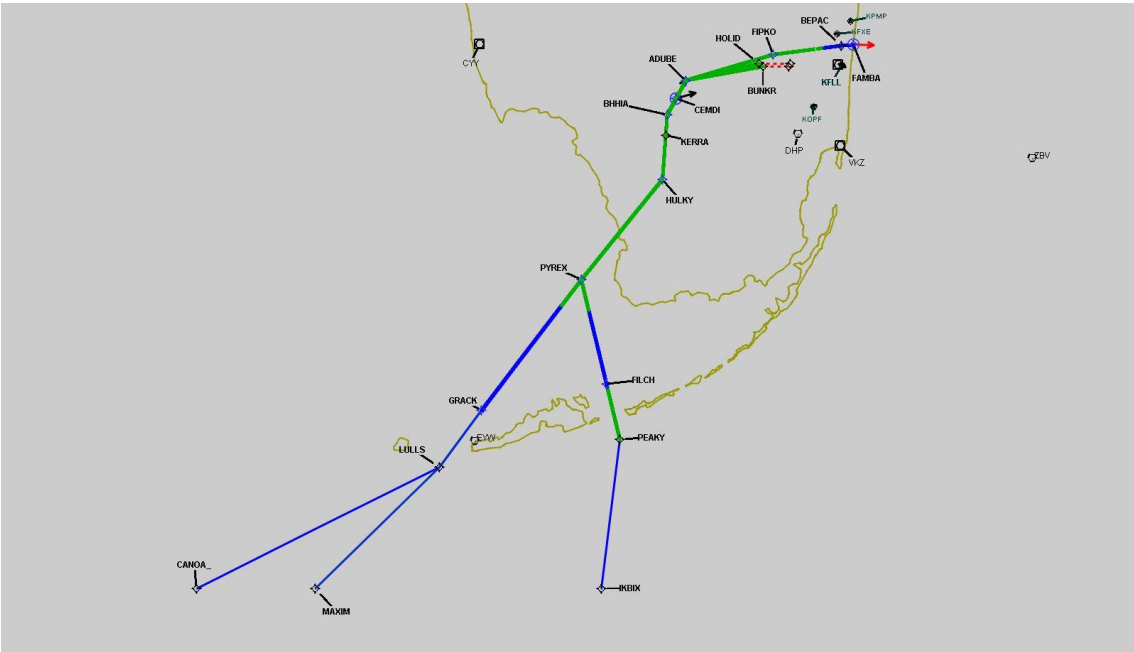 KPMP
BEPAC
FIPKO
KFXE
HOLID
CYY
ADUBE
KFLL
FAMBA
BUNKR
BHHIA
CEMDI
KOPF
KERRA
DHP
VKZ
ZBV
HULKY
PYREX
FILCH
GRACK
EYW
PEAKY
LULLS
CANOA_
IKBIX
MAXIM